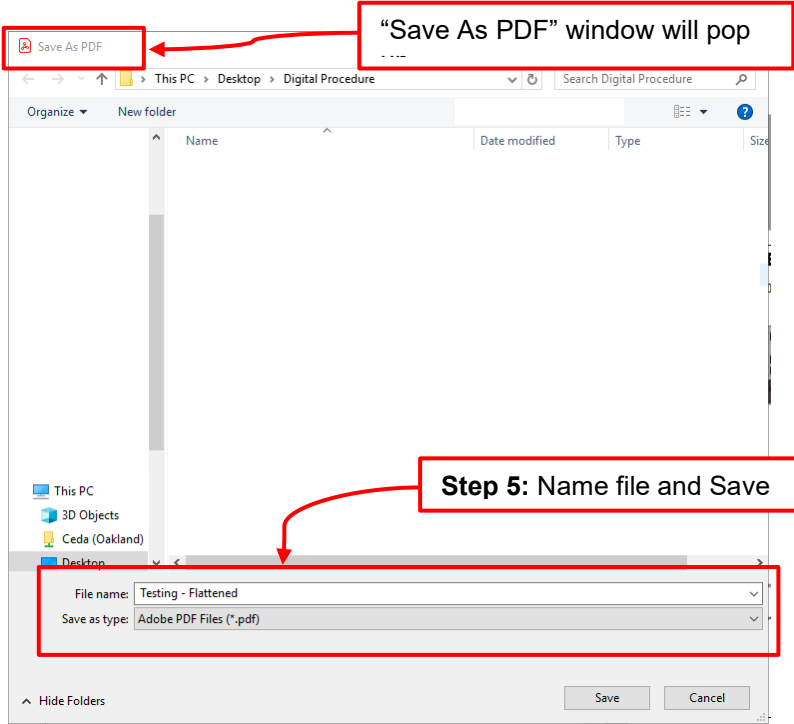 “Save As PDF” window will pop
Save As PDF
This PC > Desktop > Digital Procedure
Search Digital Procedure
Organize
New folder
Name
Date modified
Type
Size
This PC
3D Objects
Ceda (Oakland)
Desktop
Step 5: Name file and Save
File name: Testing - Flattened
Save as type: Adobe PDF Files (*.pdf)
Hide Folders
Save
Cancel